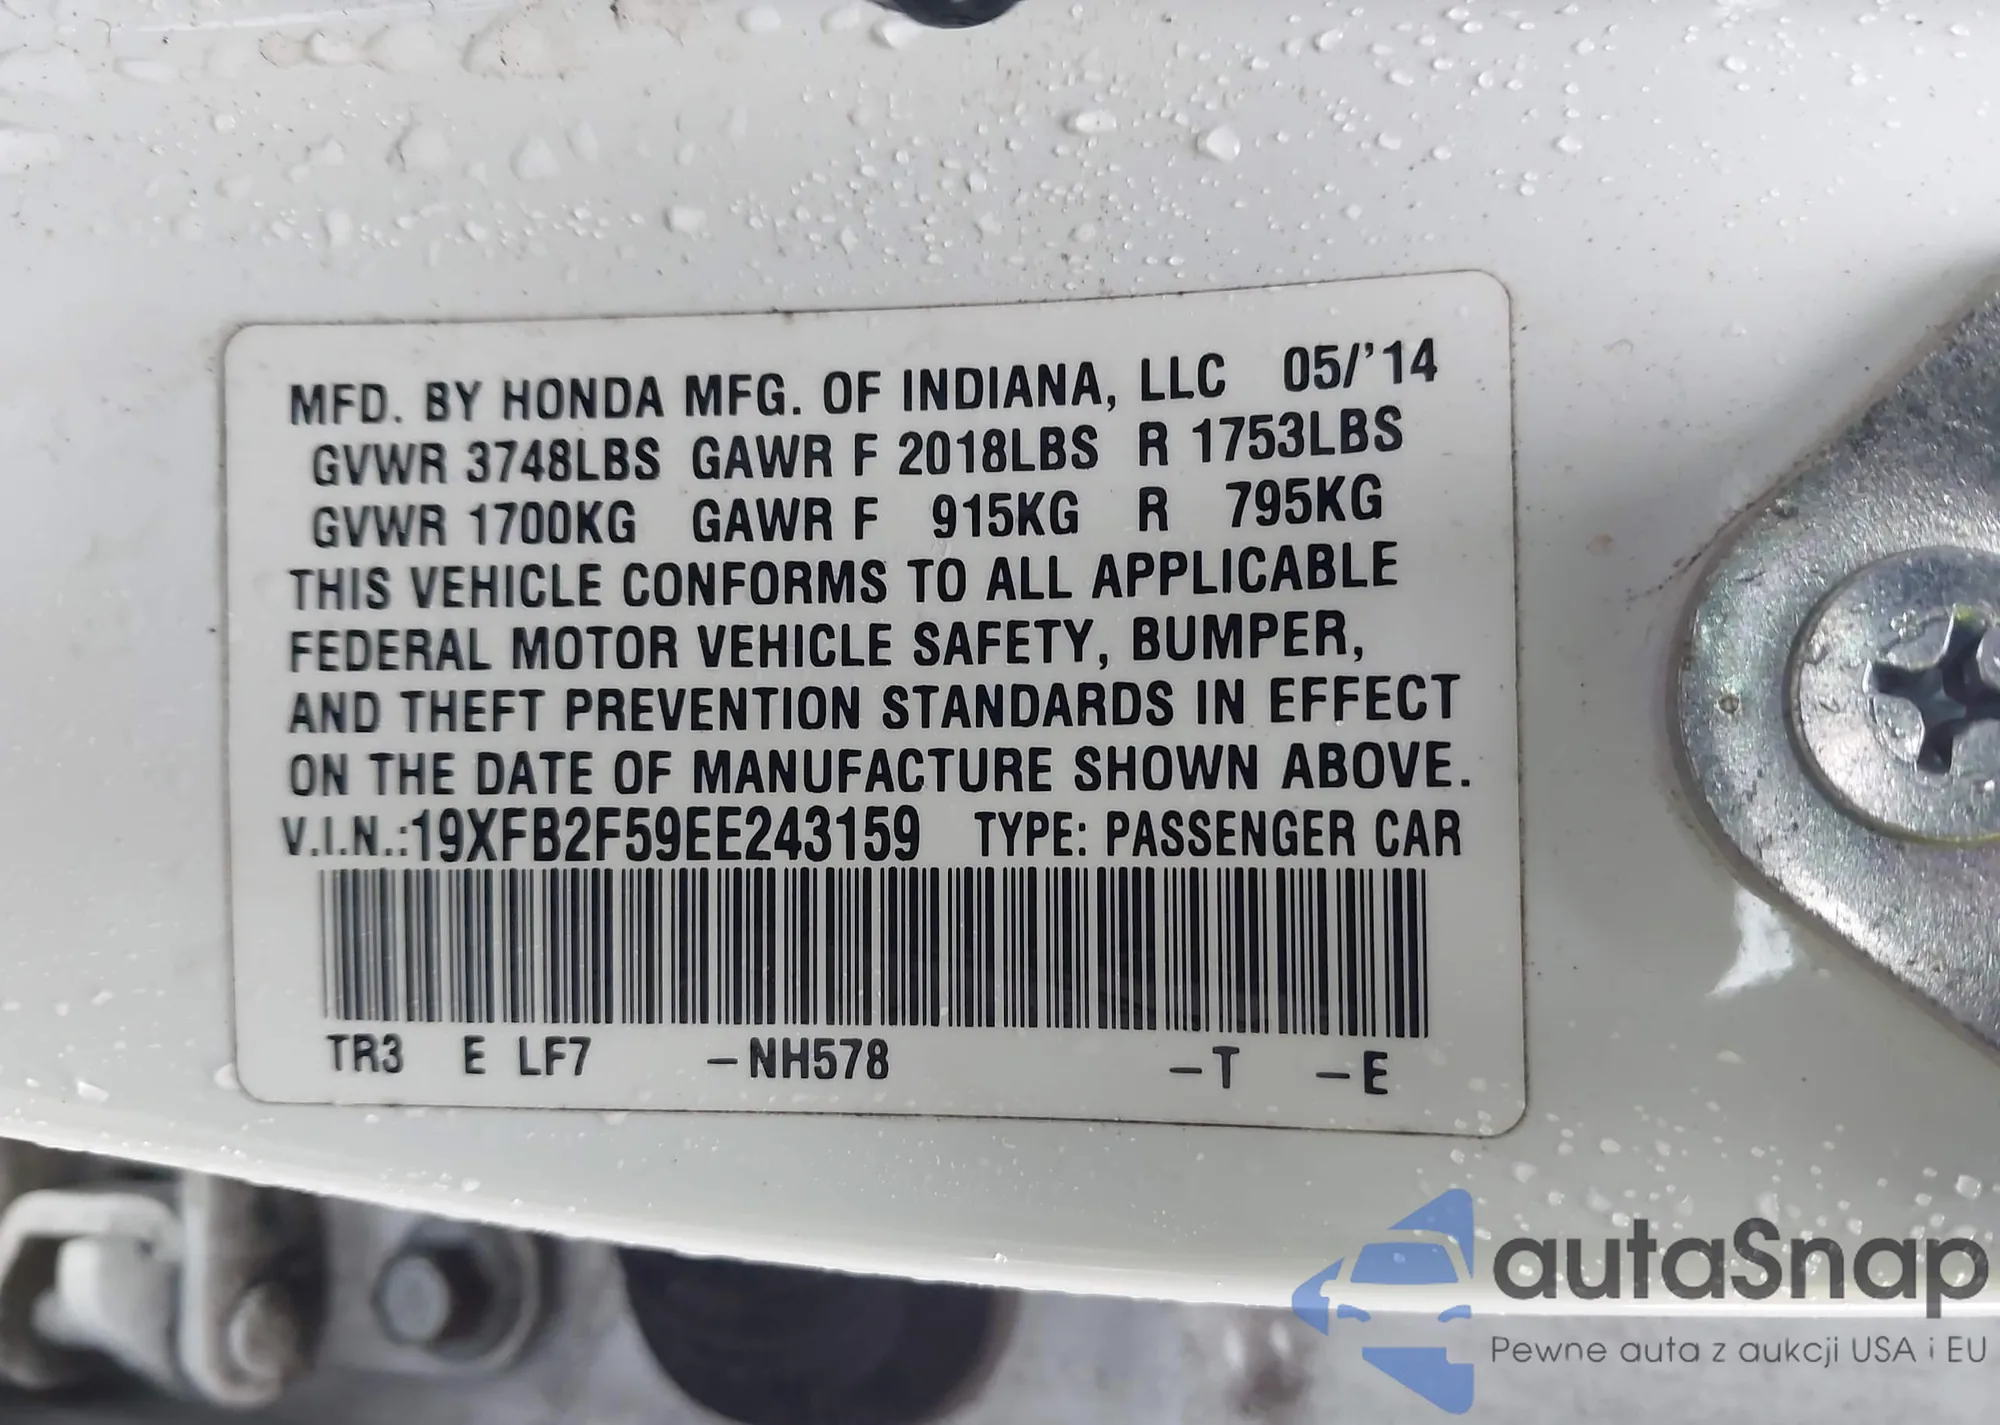 MFD. BY HONDA MFG. OF INDIANA, LLC 05/'14
GVWR 3748LBS GAWR F 2018LBS R 1753LBS
GVWR 1700KG GAWR F 915KG R 795KG
THIS VEHICLE CONFORMS TO ALL APPLICABLE
FEDERAL MOTOR VEHICLE SAFETY, BUMPER,
AND THEFT PREVENTION STANDARDS IN EFFECT
ON THE DATE OF MANUFACTURE SHOWN ABOVE.
V.I.N.:19XFB2F59EE243159 TYPE: PASSENGER CAR
TR3 E LF7 –NH578 –T –E
autaSnap
Pewne auta z aukcji USA i EU